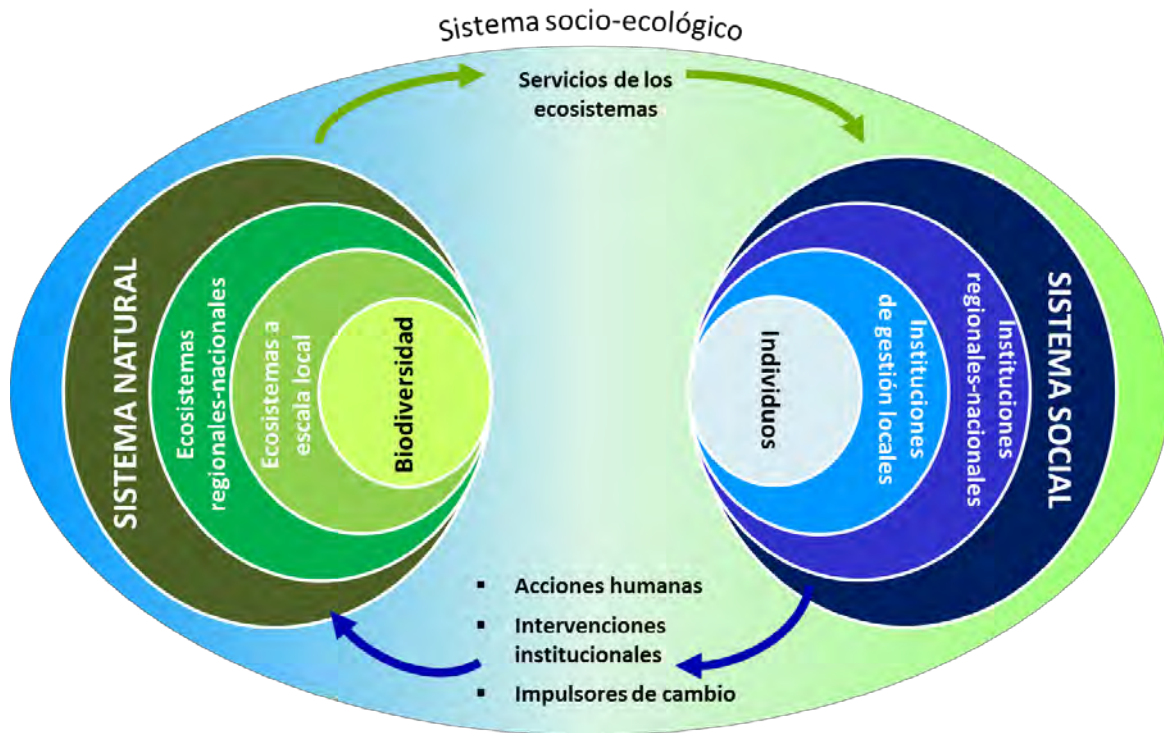 Sistema socio-ecológico
Servicios de los
ecosistemas
SISTEMA NATURAL
Ecosistemas
regionales-nacionales
Ecosistemas a
escala local
Biodiversidad
Individuos
Instituciones
de gestión locales
Instituciones
regionales-nacionales
SISTEMA SOCIAL
▪ Acciones humanas
▪ Intervenciones
institucionales
▪ Impulsores de cambio